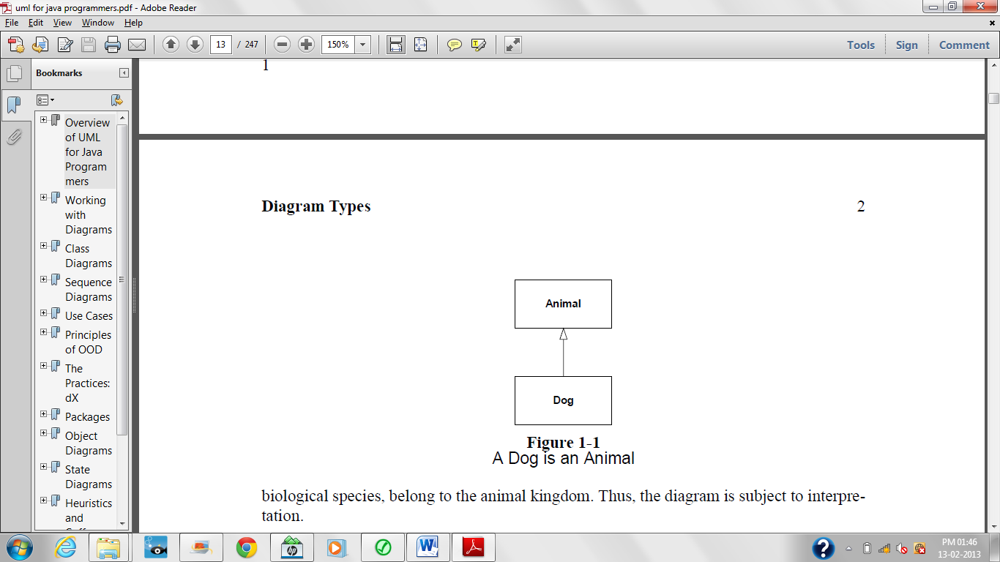 uml for java programmers.pdf - Adobe Reader
File Edit View Window Help
13 / 247 150% Tools Sign Comment
Bookmarks
Overview
of UML
for Java
Program
mers
Working
with
Diagrams
Class
Diagrams
Sequence
Diagrams
Use Cases
Principles
of OOD
The
Practices:
dX
Packages
Object
Diagrams
State
Diagrams
Heuristics
and
1
Diagram Types 2
Animal
Dog
Figure 1-1
A Dog is an Animal
biological species, belong to the animal kingdom. Thus, the diagram is subject to interpre-
tation.
hp
W
?
PM 01:46
13-02-2013